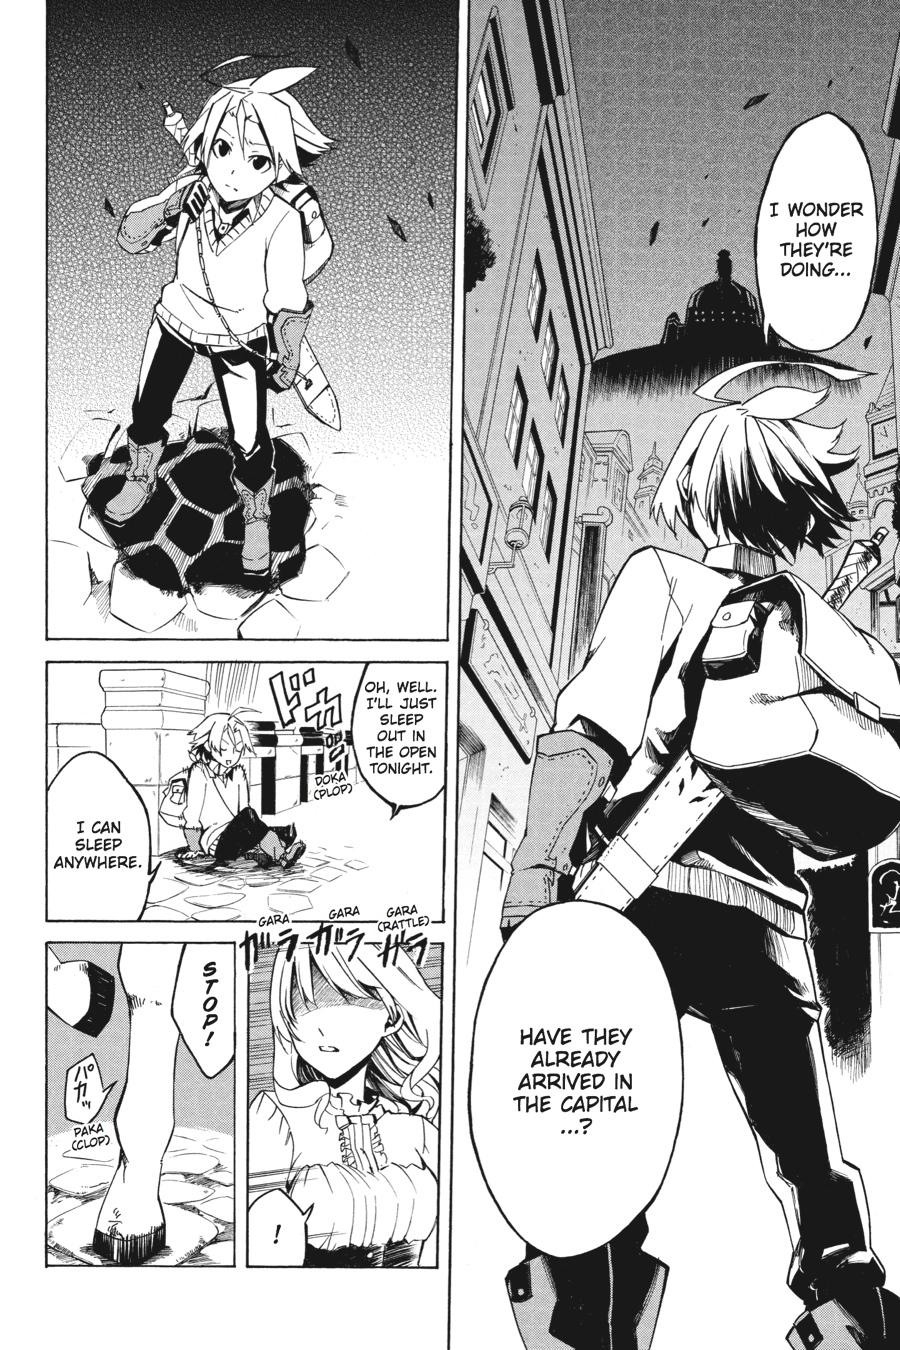 I WONDER
HOW
THEY'RE
DOING...
HAVE THEY
ALREADY
ARRIVED IN
THE CAPITAL
...?
OH, WELL.
I'LL JUST
SLEEP
OUT IN
THE OPEN
TONIGHT.
ドカ
DOKA
(PLOP)
I CAN
SLEEP
ANYWHERE.
ガラ
GARA
(RATTLE)
ガラ
GARA
ガラ
GARA
!
STOP!
パカッ
PAKA
(CLOP)